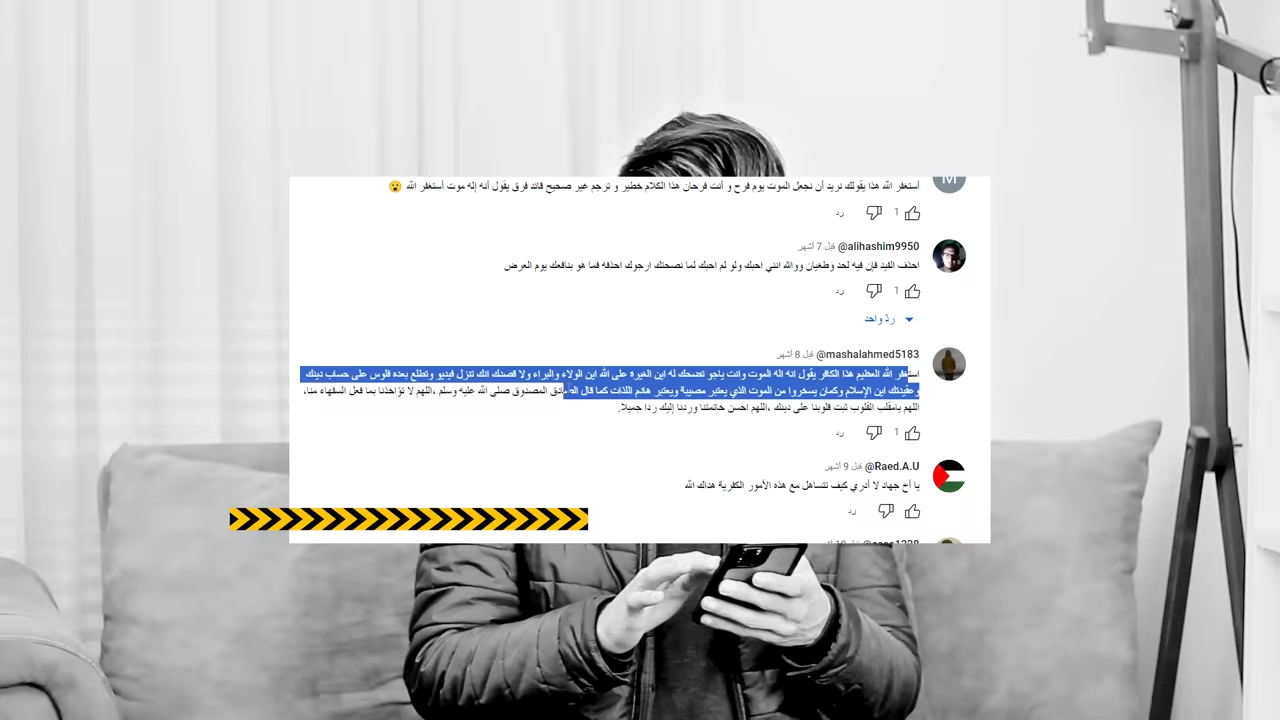 M
أستغفر الله هذا يقولك نريد أن نجعل الموت يوم فرح و أنت فرحان هذا الكلام خطير و ترجم غير صحيح قائد فرق يقول أنه إله موت أستغفر الله 😮
1 رد
@alihashim9950 قبل 7 أشهر
احذف الفيد فإن فيه لحد وطغيان ووالله انني احبك ولو لم احبك لما نصحتك ارجوك احذفه فما هو بنافعك يوم العرض
1 رد
ردّ واحد
@mashalahmed5183 قبل 8 أشهر
استغفر الله العظيم هذا الكافر يقول انه اله الموت وانت ياجو تضحك له اين الغيرة على الله اين الولاء والبراء ولا قصدك انك تنزل فيديو وتطلع بعده فلوس على حساب دينك
وعقيدتك اين الإسلام وكمان يسخروا من الموت الذي يعتبر مصيبة ويعتبر هادم اللذات كما قال الصادق المصدوق صلى الله عليه وسلم ،اللهم لا تؤاخذنا بما فعل السفهاء منا،
اللهم يامقلب القلوب ثبت قلوبنا على دينك ،اللهم احسن خاتمتنا وردنا إليك ردا جميلا.
1 رد
@Raed.A.U قبل 9 أشهر
يا أخ جهاد لا أدري كيف تتساهل مع هذه الأمور الكفرية هداك الله
رد